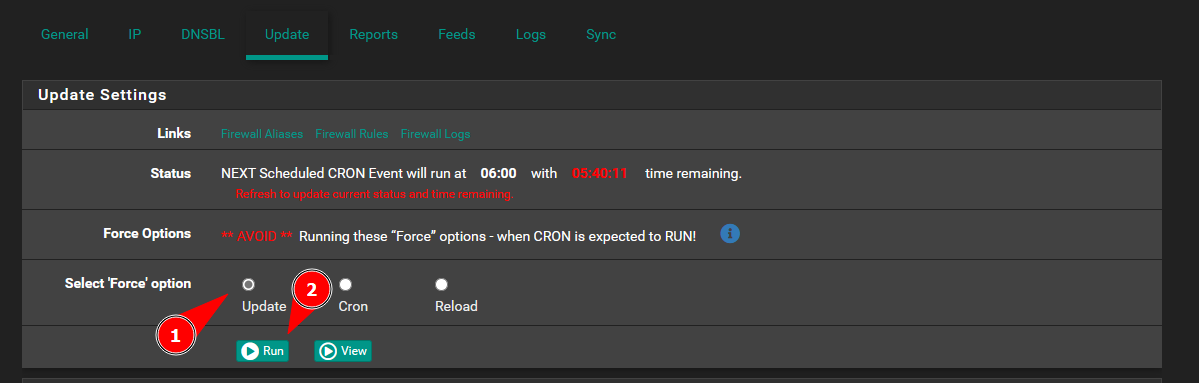 General IP DNSBL Update Reports Feeds Logs Sync
Update Settings
Links Firewall Aliases Firewall Rules Firewall Logs
Status NEXT Scheduled CRON Event will run at 06:00 with 05:40:11 time remaining.
Refresh to update current status and time remaining.
Force Options ** AVOID ** Running these “Force” options - when CRON is expected to RUN!
Select 'Force' option
2
Update Cron Reload
1
Run View